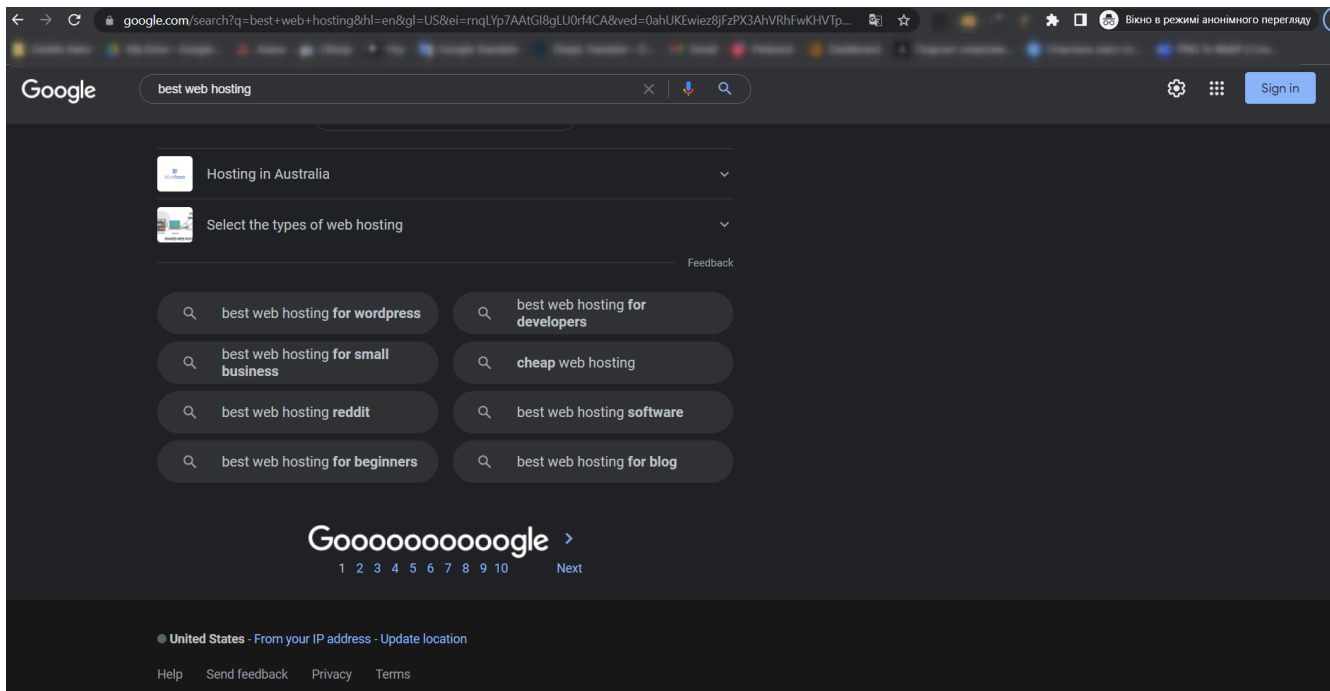 google.com/search?q=best+web+hosting&hl=en&gl=US&ei=rnqLYp7AAtGI8gLU0rf4CA&ved=0ahUKEwiez8jFzPX3AhVRhFwKHVTp...
Вікно в режимі анонімного перегляду
Google
best web hosting
Sign in
Hosting in Australia
Select the types of web hosting
Feedback
best web hosting for wordpress
best web hosting for
developers
best web hosting for small
business
cheap web hosting
best web hosting reddit
best web hosting software
best web hosting for beginners
best web hosting for blog
Gooooooooooogle >
1 2 3 4 5 6 7 8 9 10 Next
United States - From your IP address - Update location
Help Send feedback Privacy Terms